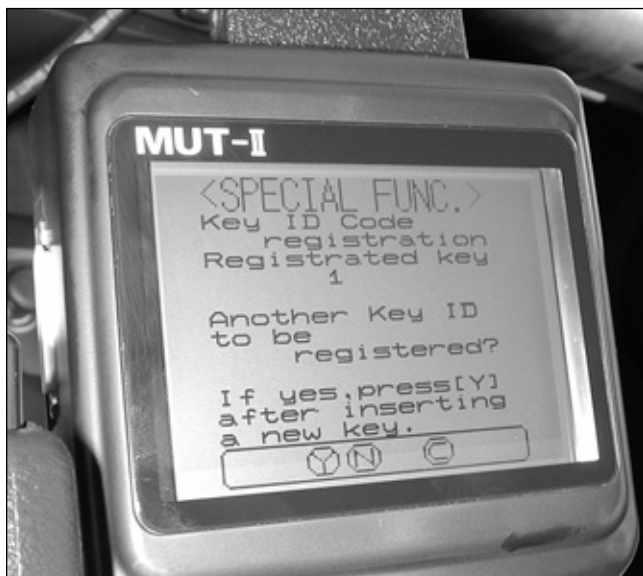 MUT-II
<SPECIAL FUNC.>
Key ID Code
registration
Registrated key
1
Another Key ID
to be
registered?
If yes,press[Y]
after inserting
a new key.
Y N C